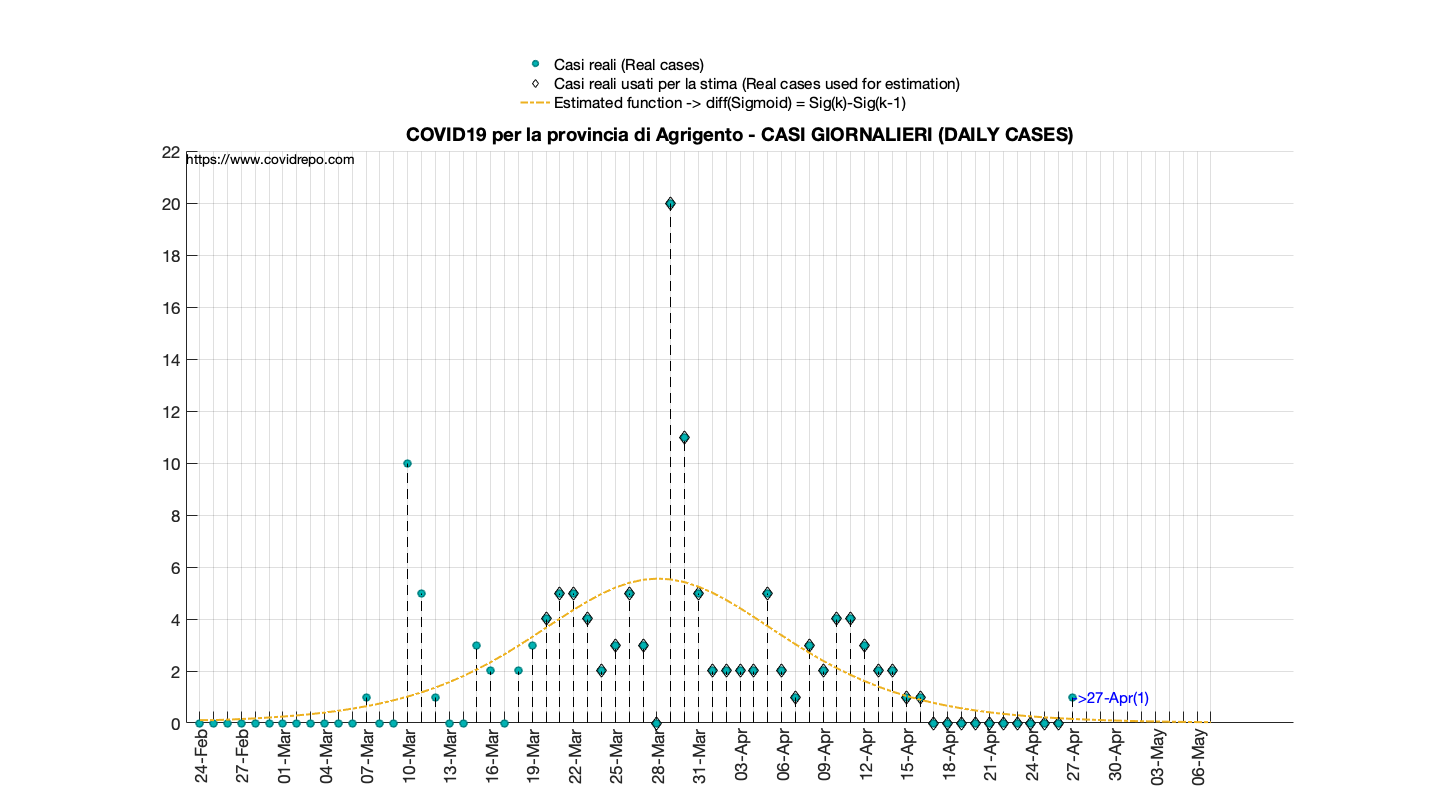 Casi reali (Real cases)
Casi reali usati per la stima (Real cases used for estimation)
Estimated function -> diff(Sigmoid) = Sig(k)-Sig(k-1)
COVID19 per la provincia di Agrigento - CASI GIORNALIERI (DAILY CASES)
https://www.covidrepo.com
22
20
18
16
14
12
10
8
6
4
2
0
->27-Apr(1)
24-Feb
27-Feb
01-Mar
04-Mar
07-Mar
10-Mar
13-Mar
16-Mar
19-Mar
22-Mar
25-Mar
28-Mar
31-Mar
03-Apr
06-Apr
09-Apr
12-Apr
15-Apr
18-Apr
21-Apr
24-Apr
27-Apr
30-Apr
03-May
06-May